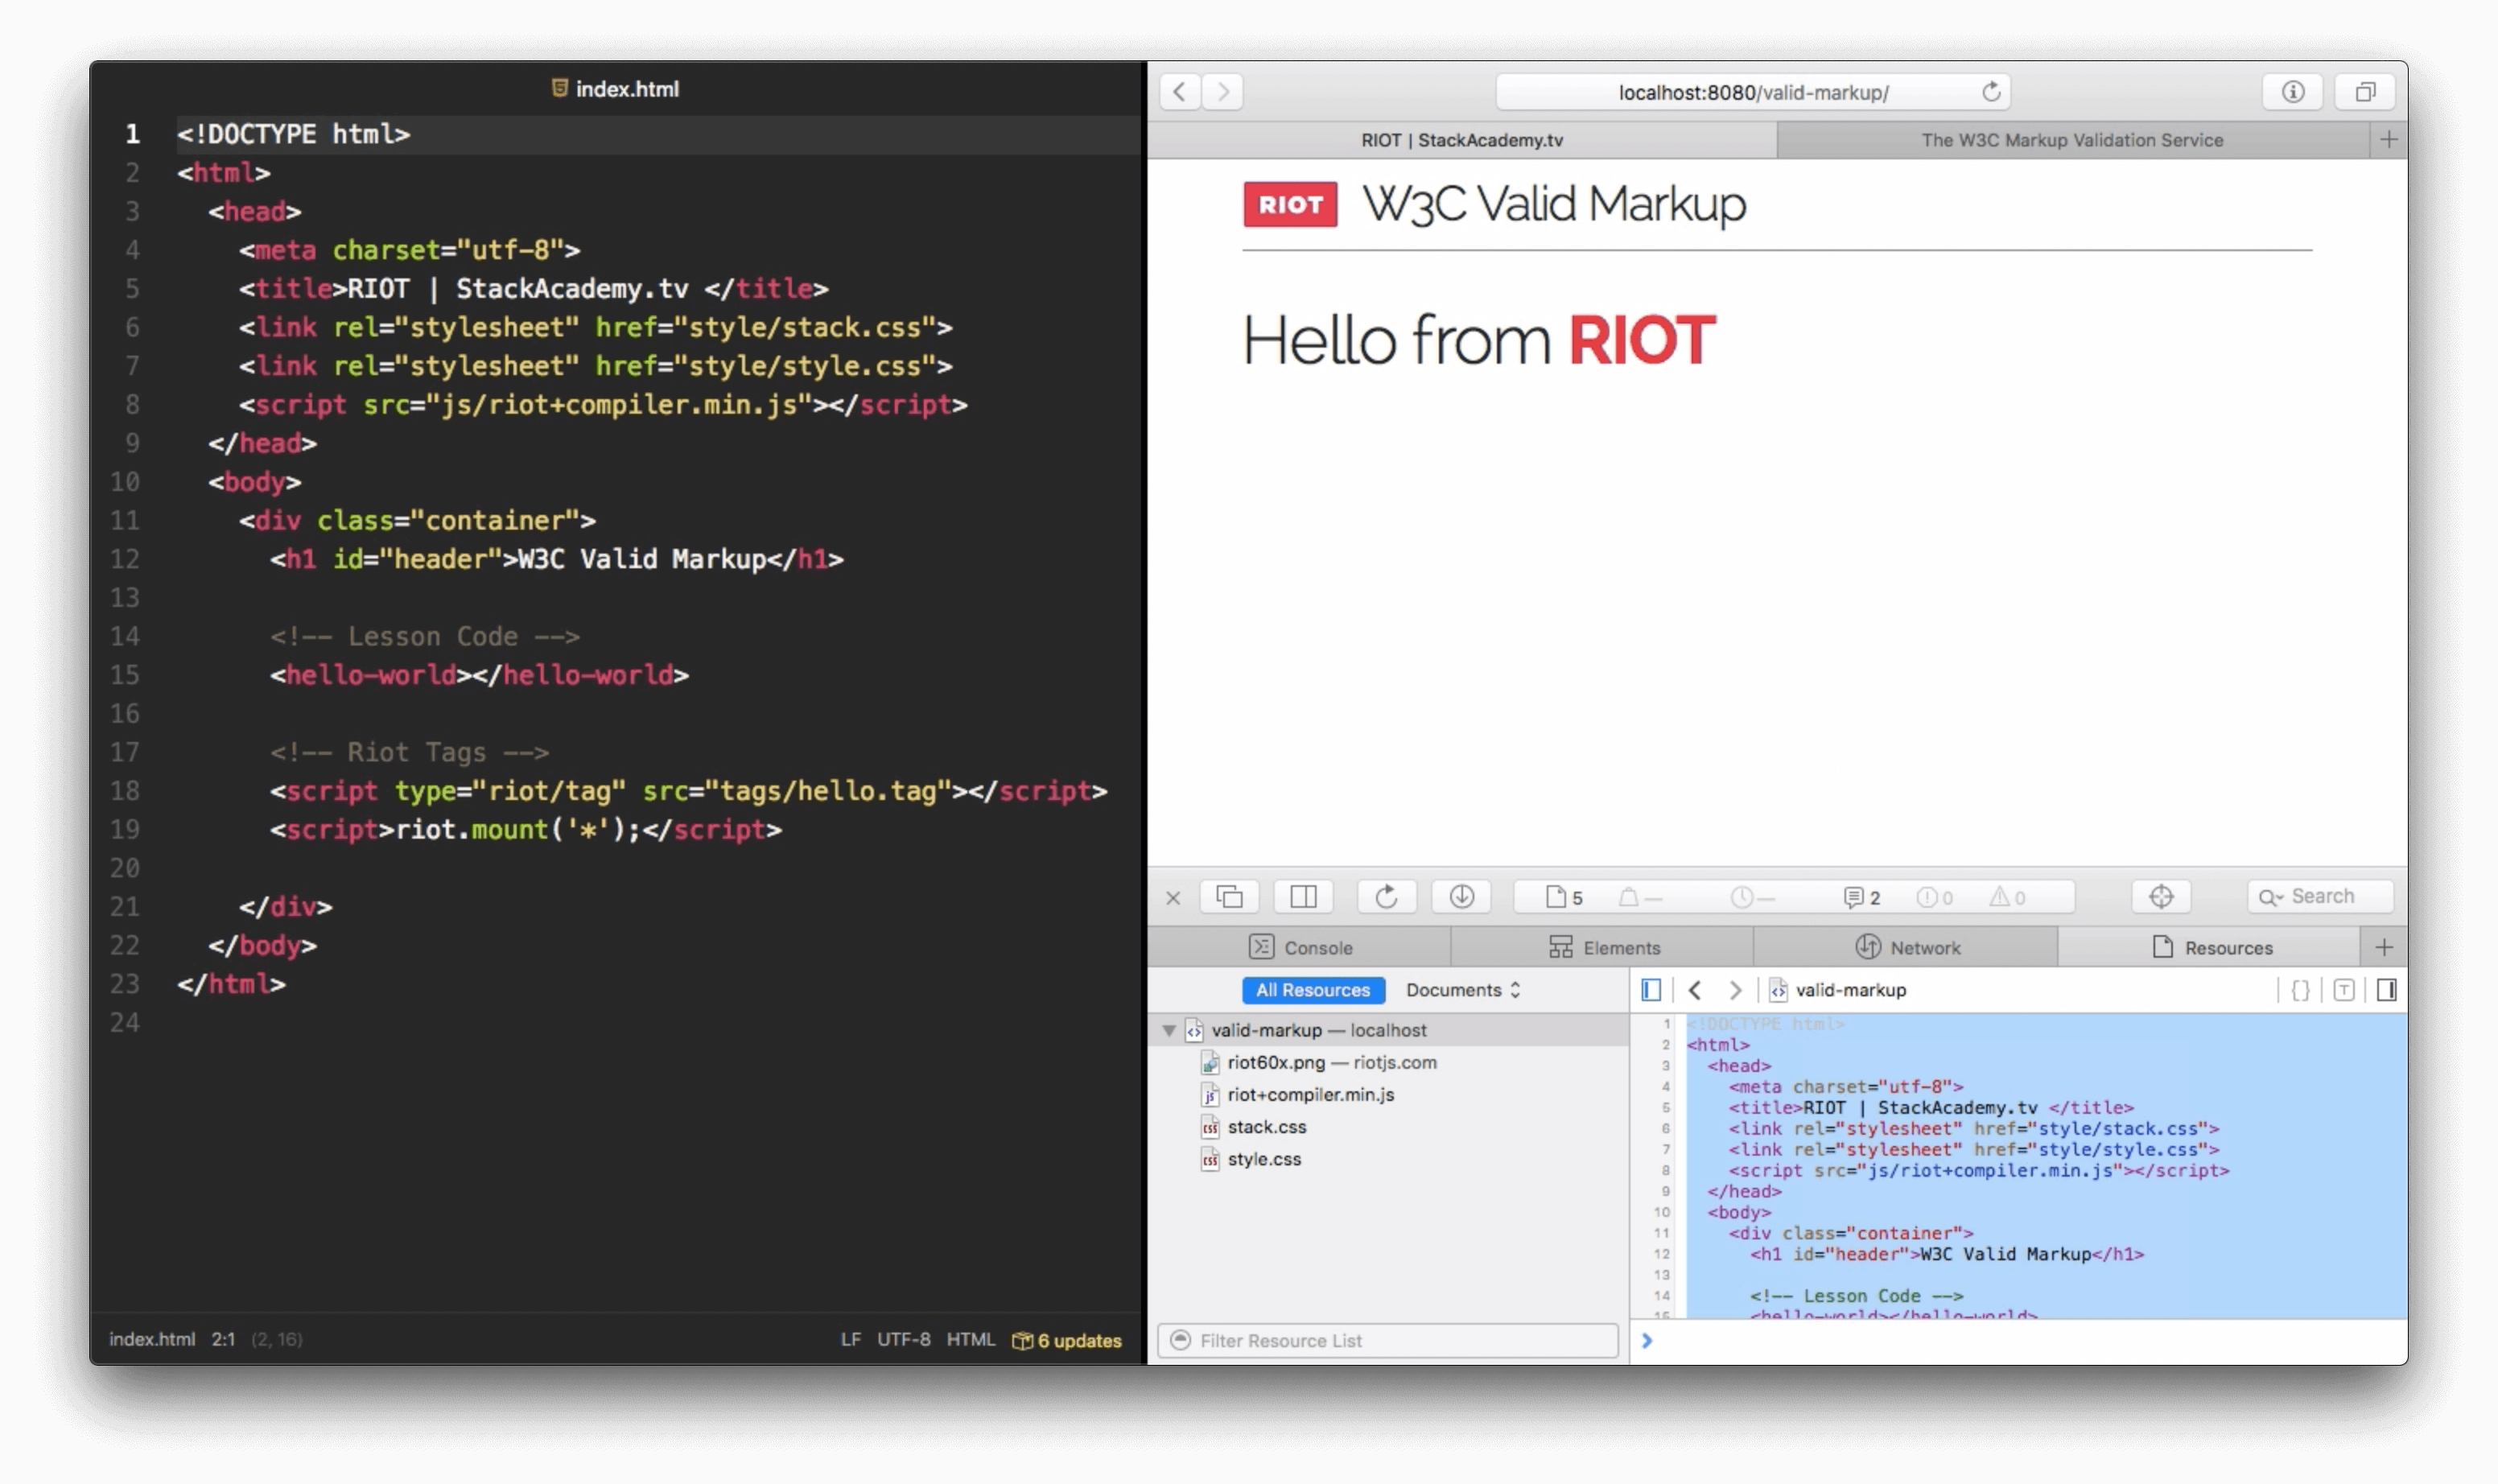 index.html
1 <!DOCTYPE html>
2 <html>
3 <head>
4 <meta charset="utf-8">
5 <title>RIOT | StackAcademy.tv </title>
6 <link rel="stylesheet" href="style/stack.css">
7 <link rel="stylesheet" href="style/style.css">
8 <script src="js/riot+compiler.min.js"></script>
9 </head>
10 <body>
11 <div class="container">
12 <h1 id="header">W3C Valid Markup</h1>
13
14 <!-- Lesson Code -->
15 <hello-world></hello-world>
16
17 <!-- Riot Tags -->
18 <script type="riot/tag" src="tags/hello.tag"></script>
19 <script>riot.mount('*');</script>
20
21 </div>
22 </body>
23 </html>
24
index.html 2:1 (2, 16) LF UTF-8 HTML 6 updates
localhost:8080/valid-markup/
RIOT | StackAcademy.tv The W3C Markup Validation Service
RIOT W3C Valid Markup
Hello from RIOT
5 — — 2 0 0 Search
Console Elements Network Resources
All Resources Documents valid-markup
valid-markup — localhost
riot60x.png — riotjs.com
js riot+compiler.min.js
css stack.css
css style.css
Filter Resource List
1 <!DOCTYPE html>
2 <html>
3 <head>
4 <meta charset="utf-8">
5 <title>RIOT | StackAcademy.tv </title>
6 <link rel="stylesheet" href="style/stack.css">
7 <link rel="stylesheet" href="style/style.css">
8 <script src="js/riot+compiler.min.js"></script>
9 </head>
10 <body>
11 <div class="container">
12 <h1 id="header">W3C Valid Markup</h1>
13
14 <!-- Lesson Code -->
15 <hello-world></hello-world>